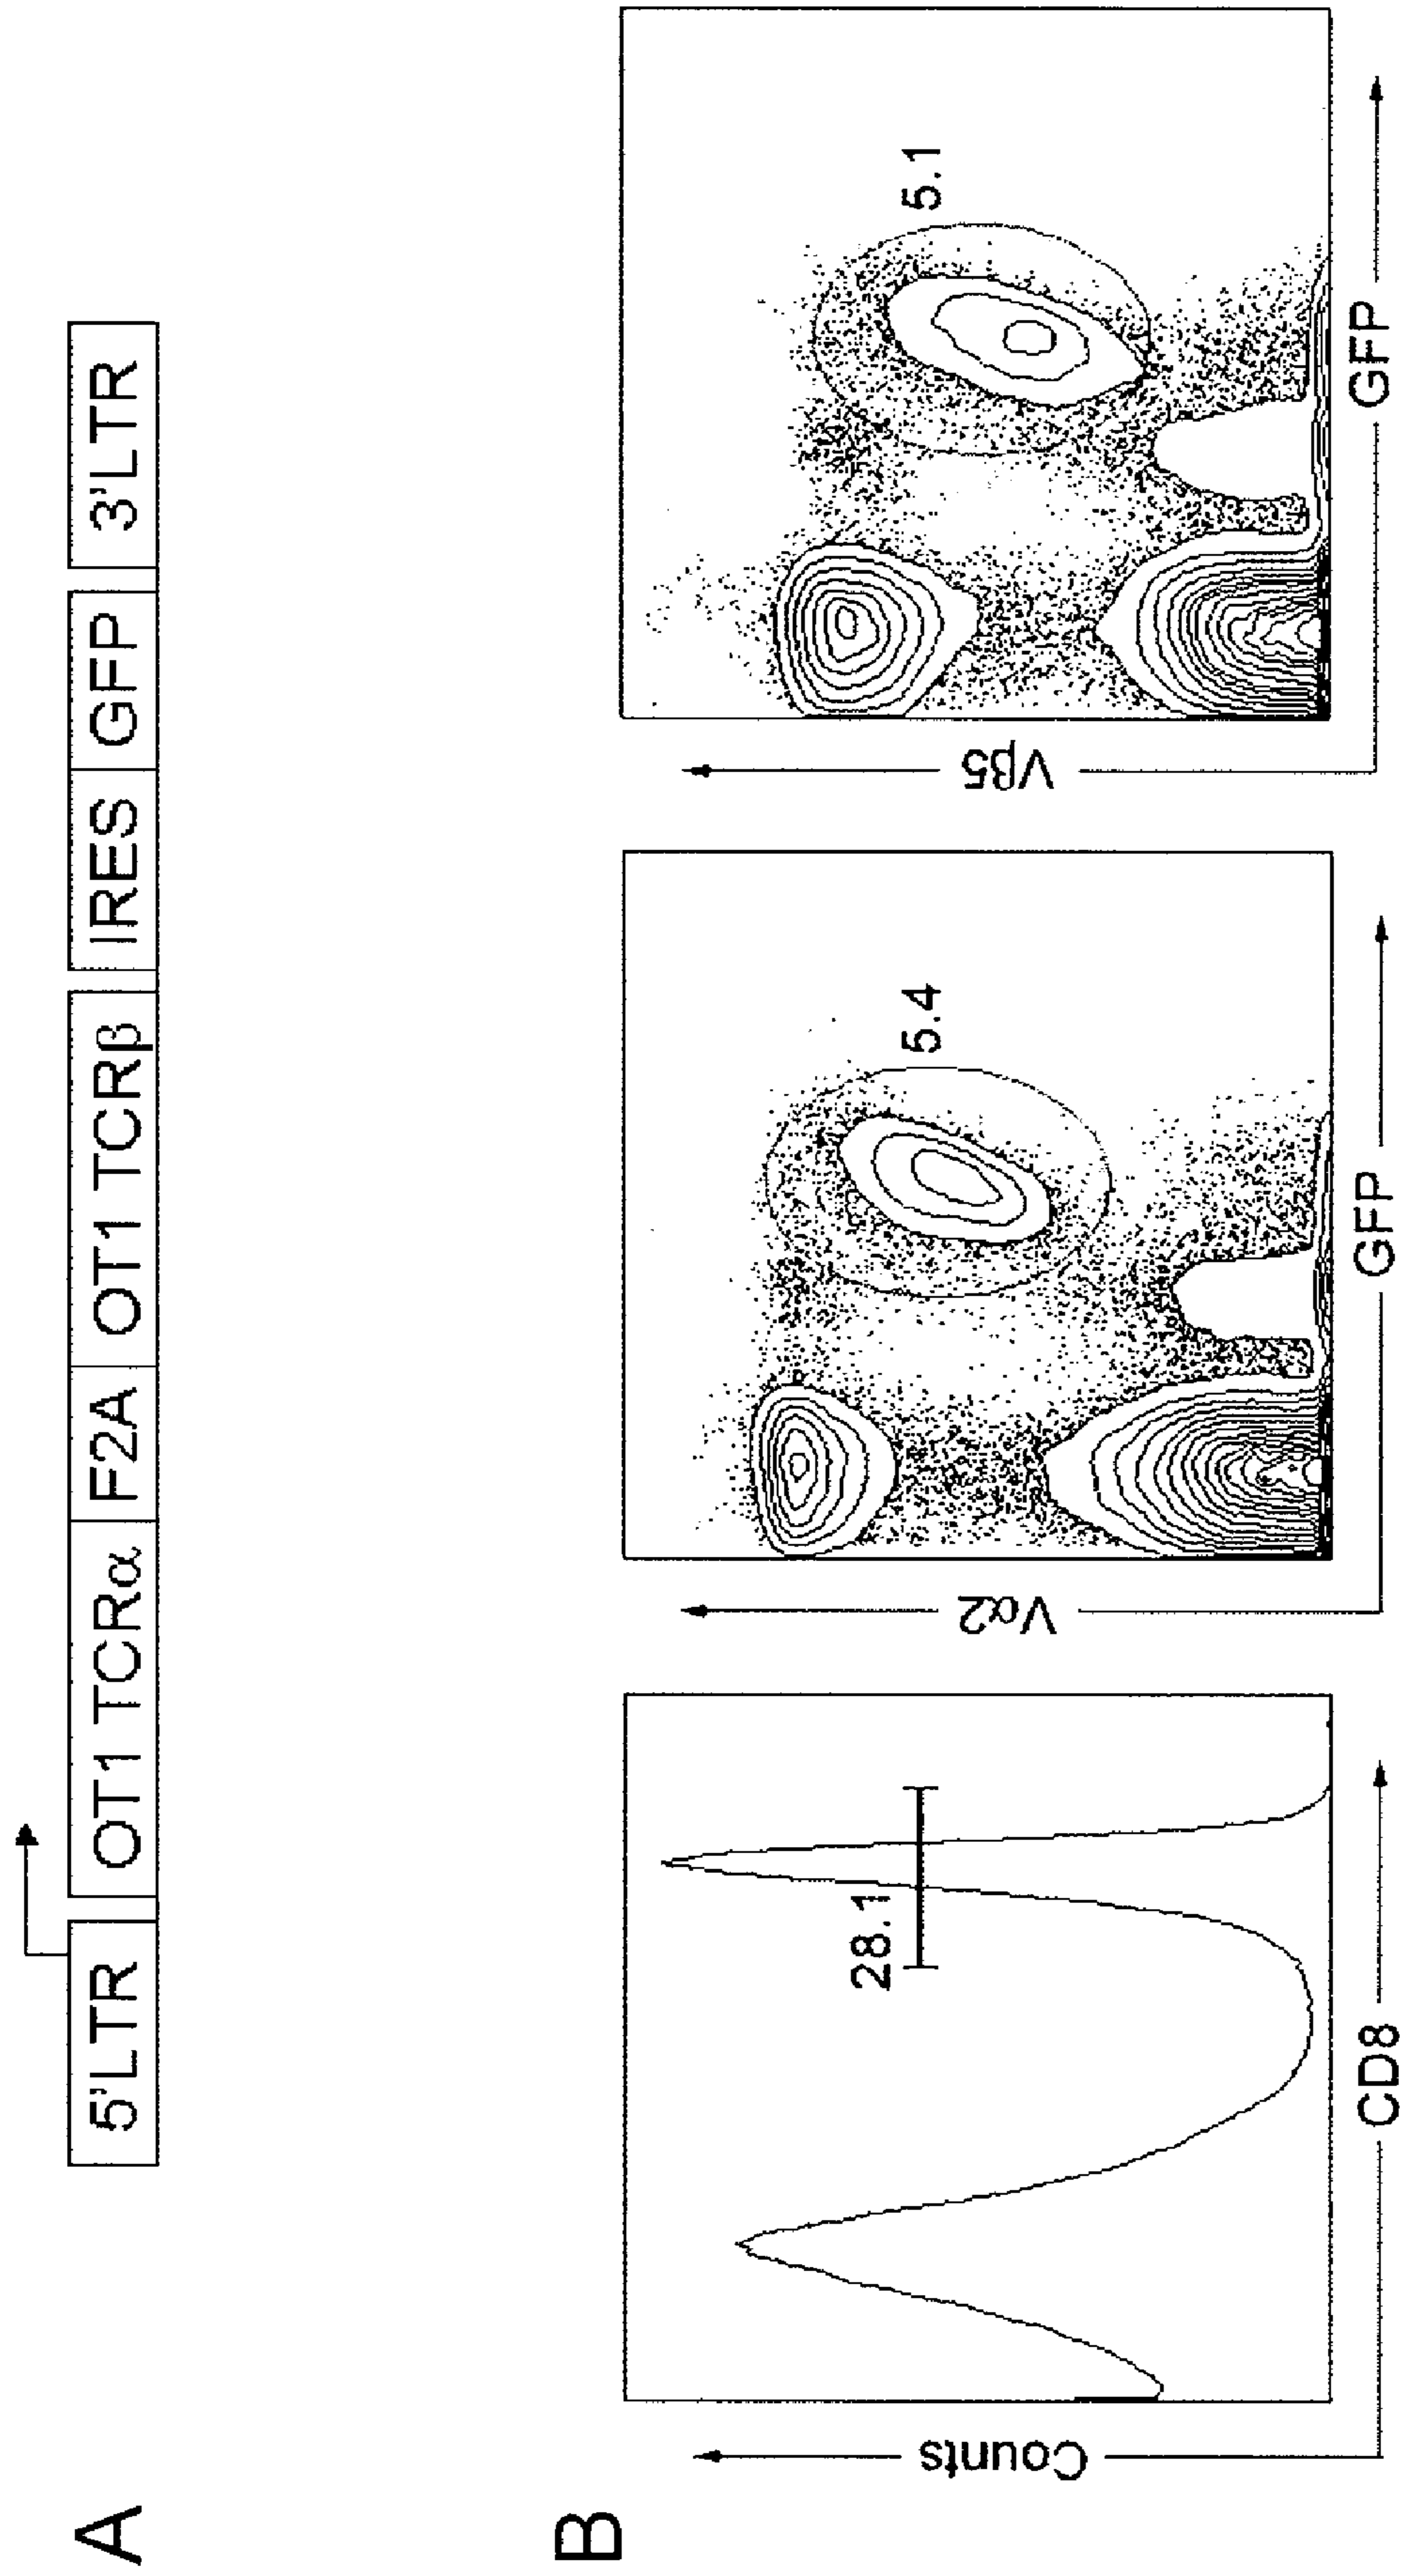 A
5'LTR OT1 TCRα F2A OT1 TCRβ IRES GFP 3'LTR
B
Counts
28.1
CD8
Vα2
5.4
GFP
Vβ5
5.1
GFP